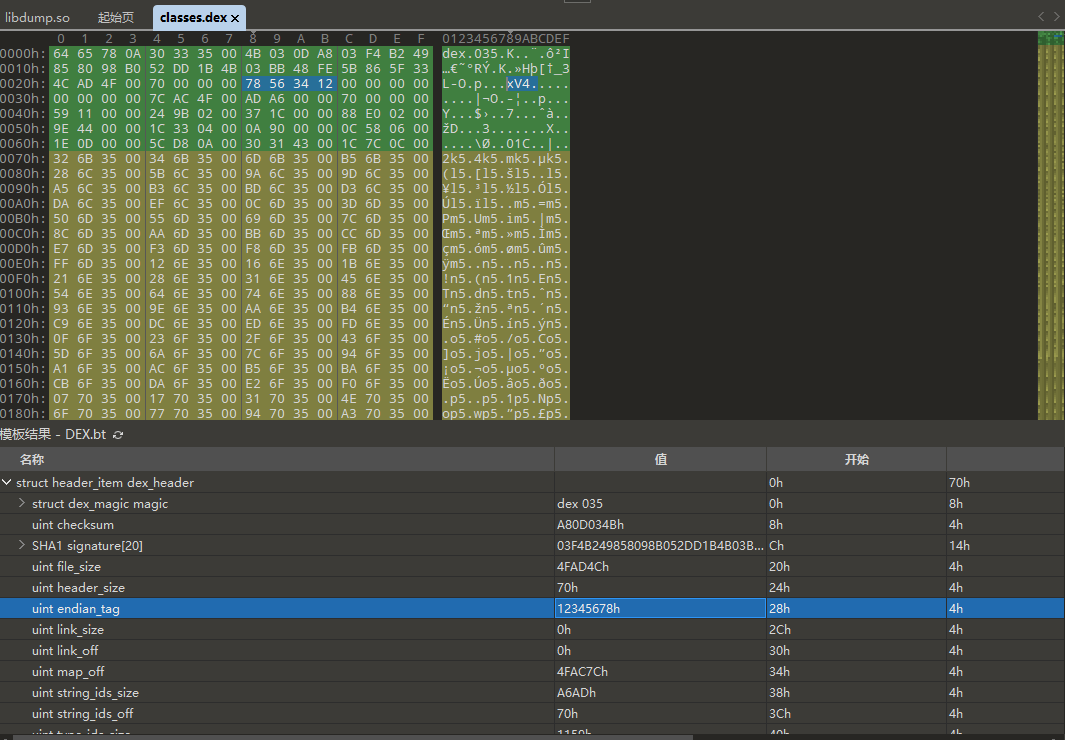 libdump.so 起始页 classes.dex ×
0 1 2 3 4 5 6 7 8 9 A B C D E F 0123456789ABCDEF
0000h: 64 65 78 0A 30 33 35 00 4B 03 0D A8 03 F4 B2 49 dex.035.K..¨.ô²I
0010h: 85 80 98 B0 52 DD 1B 4B 03 BB 48 FE 5B 86 5F 33 …€˜°RÝ.K.»Hþ[†_3
0020h: 4C AD 4F 00 70 00 00 00 78 56 34 12 00 00 00 00 L-O.p...xV4.....
0030h: 00 00 00 00 7C AC 4F 00 AD A6 00 00 70 00 00 00 ....|¬O.-¦..p...
0040h: 59 11 00 00 24 9B 02 00 37 1C 00 00 88 E0 02 00 Y...$›..7...ˆà..
0050h: 9E 44 00 00 1C 33 04 00 0A 90 00 00 0C 58 06 00 žD...3.......X..
0060h: 1E 0D 00 00 5C D8 0A 00 30 31 43 00 1C 7C 0C 00 ....\Ø..01C..|..
0070h: 32 6B 35 00 34 6B 35 00 6D 6B 35 00 B5 6B 35 00 2k5.4k5.mk5.µk5.
0080h: 28 6C 35 00 5B 6C 35 00 9A 6C 35 00 9D 6C 35 00 (l5.[l5.šl5..l5.
0090h: A5 6C 35 00 B3 6C 35 00 BD 6C 35 00 D3 6C 35 00 ¥l5.³l5.½l5.Ól5.
00A0h: DA 6C 35 00 EF 6C 35 00 0C 6D 35 00 3D 6D 35 00 Úl5.ïl5..m5.=m5.
00B0h: 50 6D 35 00 55 6D 35 00 69 6D 35 00 7C 6D 35 00 Pm5.Um5.im5.|m5.
00C0h: 8C 6D 35 00 AA 6D 35 00 BB 6D 35 00 CC 6D 35 00 Œm5.ªm5.»m5.Ìm5.
00D0h: E7 6D 35 00 F3 6D 35 00 F8 6D 35 00 FB 6D 35 00 çm5.óm5.øm5.ûm5.
00E0h: FF 6D 35 00 12 6E 35 00 16 6E 35 00 1B 6E 35 00 ÿm5..n5..n5..n5.
00F0h: 21 6E 35 00 28 6E 35 00 31 6E 35 00 45 6E 35 00 !n5.(n5.1n5.En5.
0100h: 54 6E 35 00 64 6E 35 00 74 6E 35 00 88 6E 35 00 Tn5.dn5.tn5.ˆn5.
0110h: 93 6E 35 00 9E 6E 35 00 AA 6E 35 00 B4 6E 35 00 “n5.žn5.ªn5.´n5.
0120h: C9 6E 35 00 DC 6E 35 00 ED 6E 35 00 FD 6E 35 00 Én5.Ün5.ín5.ýn5.
0130h: 0F 6F 35 00 23 6F 35 00 2F 6F 35 00 43 6F 35 00 .o5.#o5./o5.Co5.
0140h: 5D 6F 35 00 6A 6F 35 00 7C 6F 35 00 94 6F 35 00 ]o5.jo5.|o5.”o5.
0150h: A1 6F 35 00 AC 6F 35 00 B5 6F 35 00 BA 6F 35 00 ¡o5.¬o5.µo5.ºo5.
0160h: CB 6F 35 00 DA 6F 35 00 E2 6F 35 00 F0 6F 35 00 Ëo5.Úo5.âo5.ðo5.
0170h: 07 70 35 00 17 70 35 00 31 70 35 00 4E 70 35 00 .p5..p5.1p5.Np5.
0180h: 6F 70 35 00 77 70 35 00 94 70 35 00 A3 70 35 00 op5.wp5.”p5.£p5.
模板结果 - DEX.bt
名称 值 开始
struct header_item dex_header 0h 70h
struct dex_magic magic dex 035 0h 8h
uint checksum A80D034Bh 8h 4h
SHA1 signature[20] 03F4B249858098B052DD1B4B03B... Ch 14h
uint file_size 4FAD4Ch 20h 4h
uint header_size 70h 24h 4h
uint endian_tag 12345678h 28h 4h
uint link_size 0h 2Ch 4h
uint link_off 0h 30h 4h
uint map_off 4FAC7Ch 34h 4h
uint string_ids_size A6ADh 38h 4h
uint string_ids_off 70h 3Ch 4h
uint type_ids_size 1159h 40h 4h